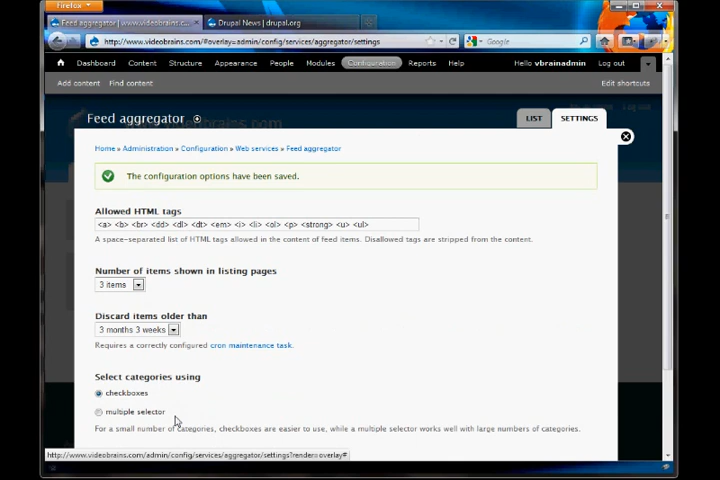 Firefox
Feed aggregator | www.videobrains.c... Drupal News | drupal.org
http://www.videobrains.com/#overlay=admin/config/services/aggregator/settings Google
Dashboard Content Structure Appearance People Modules Configuration Reports Help Hello vbrainadmin Log out
Add content Find content Edit shortcuts
Feed aggregator LIST SETTINGS
Home » Administration » Configuration » Web services » Feed aggregator
The configuration options have been saved.
Allowed HTML tags
<a> <b> <br> <dd> <dl> <dt> <em> <i> <li> <ol> <p> <strong> <u> <ul>
A space-separated list of HTML tags allowed in the content of feed items. Disallowed tags are stripped from the content.
Number of items shown in listing pages
3 items
Discard items older than
3 months 3 weeks
Requires a correctly configured cron maintenance task.
Select categories using
checkboxes
multiple selector
For a small number of categories, checkboxes are easier to use, while a multiple selector works well with large numbers of categories.
http://www.videobrains.com/admin/config/services/aggregator/settings?render=overlay#